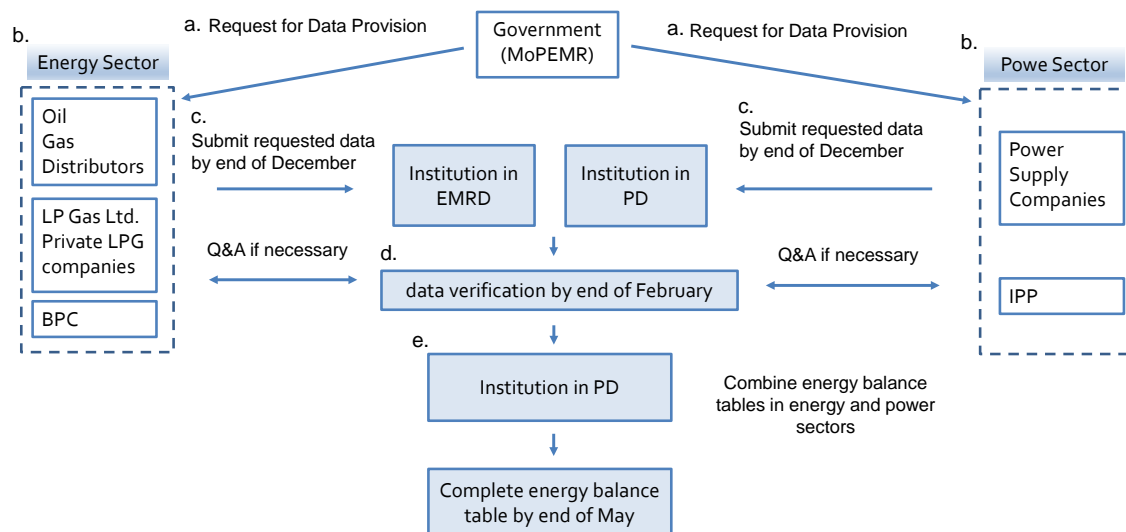 Government
(MoPEMR)
a. Request for Data Provision
a. Request for Data Provision
b.
Energy Sector
b.
Powe Sector
Oil
Gas
Distributors
LP Gas Ltd.
Private LPG
companies
BPC
c.
Submit requested data
by end of December
Institution in
EMRD
Institution in
PD
c.
Submit requested data
by end of December
Power
Supply
Companies
IPP
Q&A if necessary
d.
data verification by end of February
Q&A if necessary
e.
Institution in PD
Combine energy balance
tables in energy and power
sectors
Complete energy balance
table by end of May